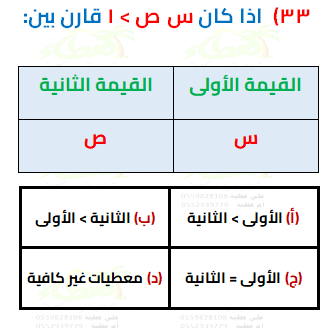 ٣٣) اذا كان س ص > ١ قارن بين:
القيمة الأولى
القيمة الثانية
س
ص
(أ) الأولى > الثانية
(ب) الثانية > الأولى
(ج) الأولى = الثانية
(د) معطيات غير كافية